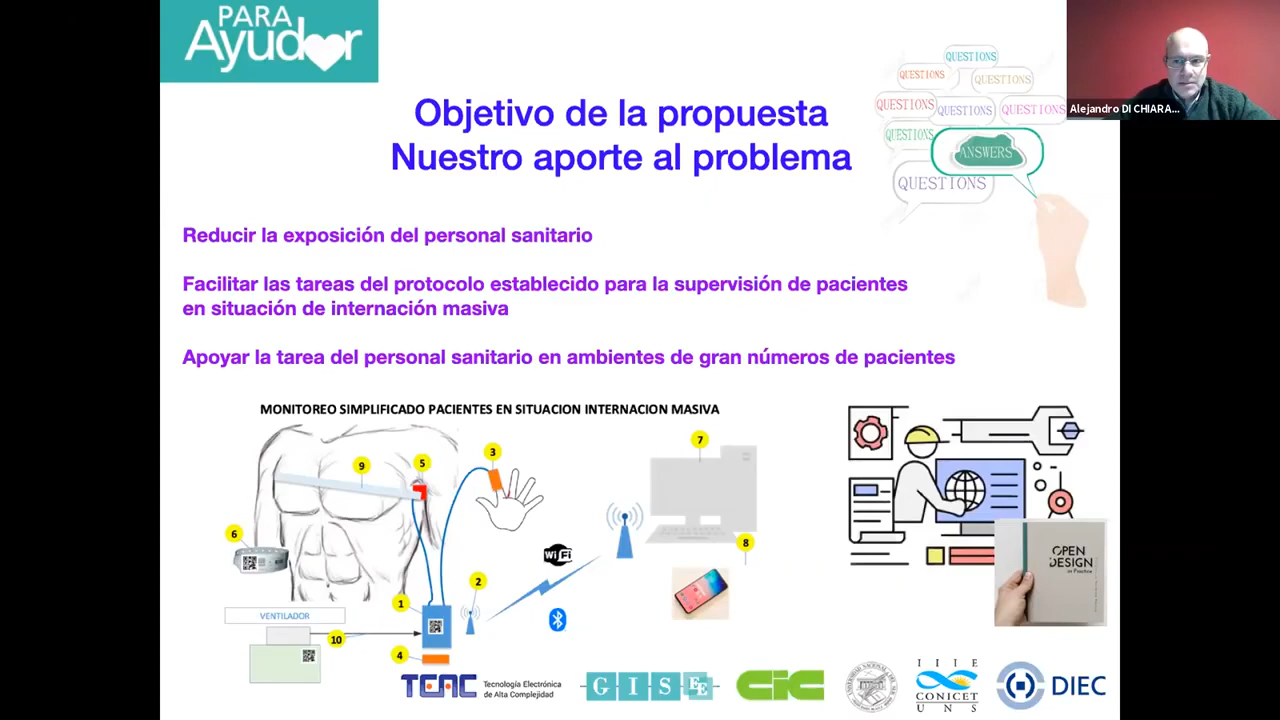 PARA
Ayudar
QUESTIONS
QUESTIONS
QUESTIONS
QUESTIONS
QUESTIONS
QUESTIONS
QUESTIONS
ANSWERS
QUESTIONS
Alejandro DI CHIARA...
Objetivo de la propuesta
Nuestro aporte al problema
Reducir la exposición del personal sanitario
Facilitar las tareas del protocolo establecido para la supervisión de pacientes
en situación de internación masiva
Apoyar la tarea del personal sanitario en ambientes de gran números de pacientes
MONITOREO SIMPLIFICADO PACIENTES EN SITUACION INTERNACION MASIVA
7
3
5
9
6
8
WiFi
2
1
VENTILADOR
10
4
OPEN
DESIGN
TEAC
Tecnología Electrónica
de Alta Complejidad
GISEE
CIC
IIIE
CONICET
UNS
DIEC